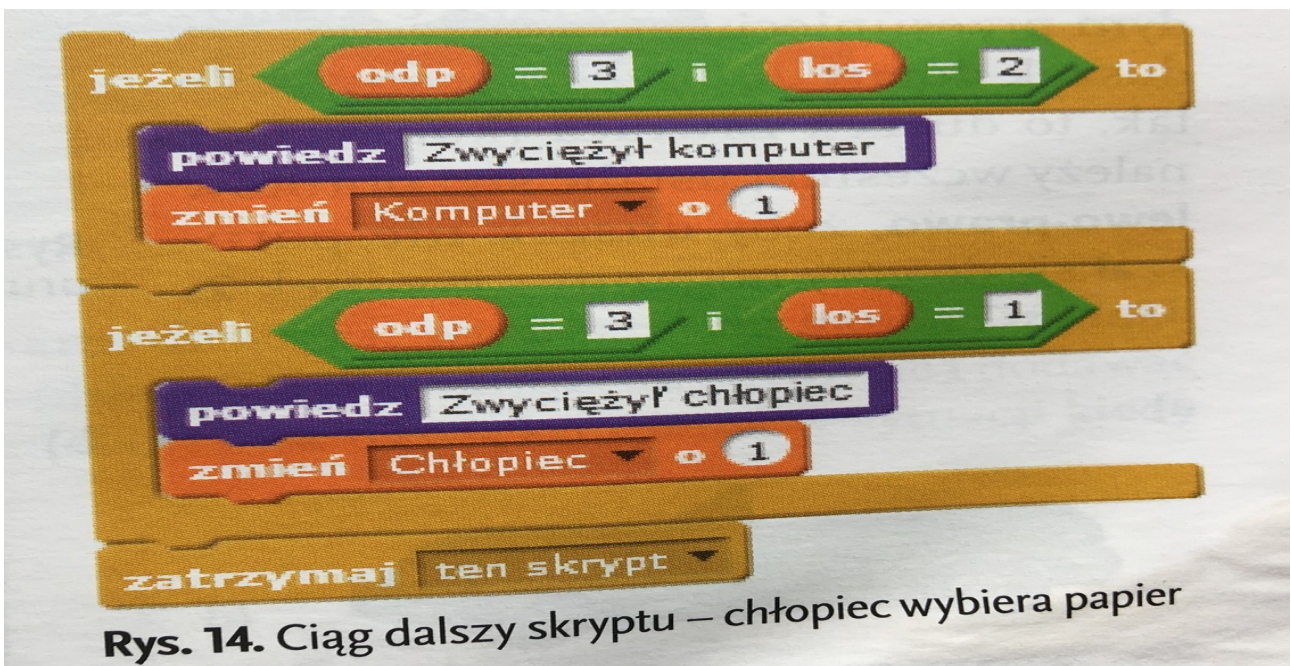 jeżeli odp = 3 i los = 2 to
powiedz Zwyciężył komputer
zmień Komputer o 1
jeżeli odp = 3 i los = 1 to
powiedz Zwyciężył chłopiec
zmień Chłopiec o 1
zatrzymaj ten skrypt
Rys. 14. Ciąg dalszy skryptu – chłopiec wybiera papier